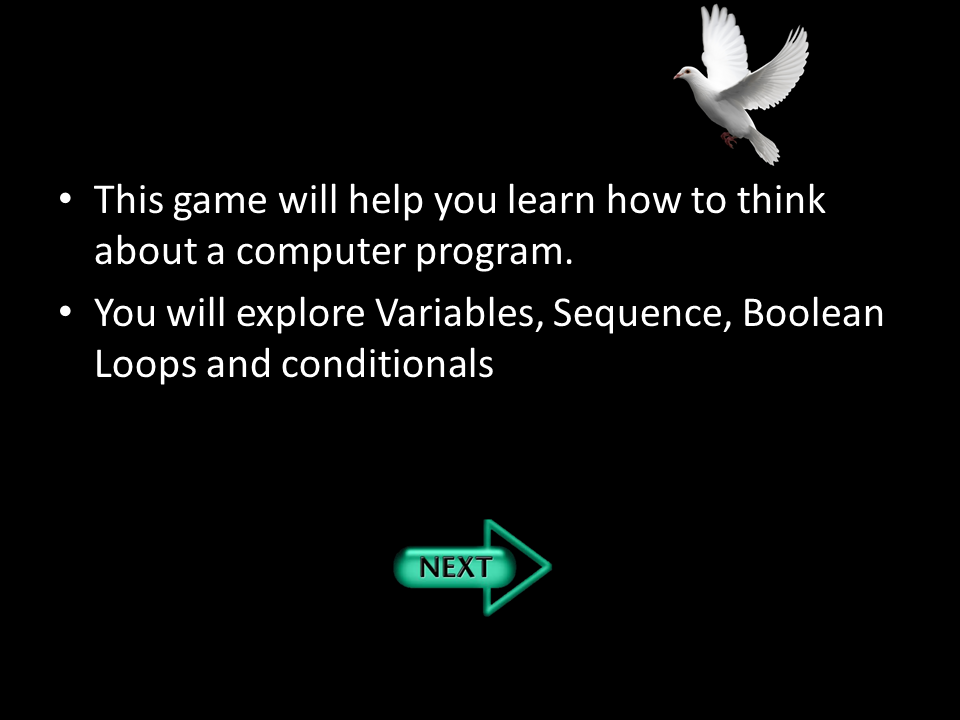 • This game will help you learn how to think
about a computer program.
• You will explore Variables, Sequence, Boolean
Loops and conditionals
NEXT